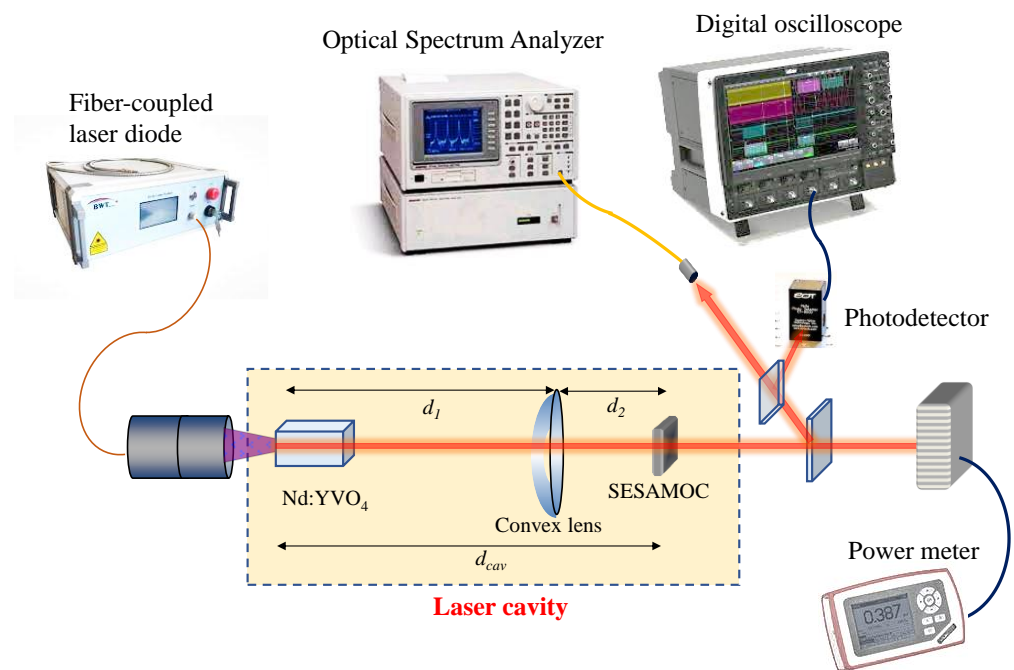 Digital oscilloscope
Optical Spectrum Analyzer
Fiber-coupled
laser diode
BWT
EOT
Photodetector
d1
d2
Nd:YVO4
SESAMOC
Convex lens
dcav
Power meter
Laser cavity
0.387